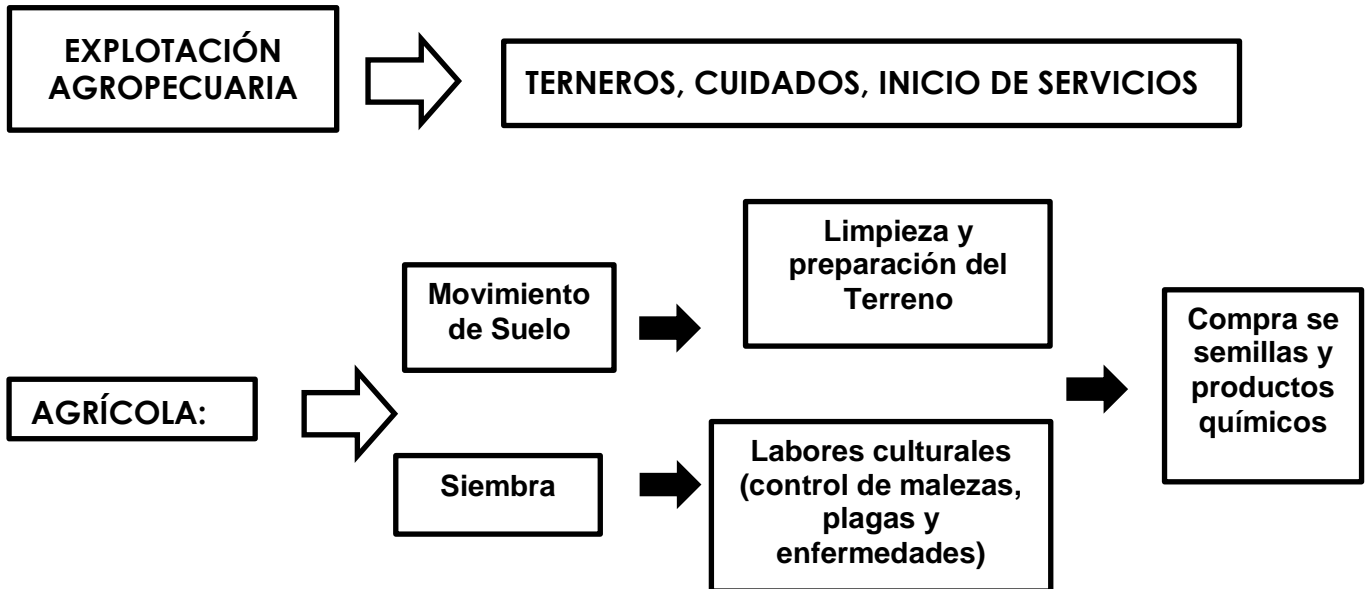 EXPLOTACIÓN
AGROPECUARIA
TERNEROS, CUIDADOS, INICIO DE SERVICIOS
AGRÍCOLA:
Movimiento
de Suelo
Limpieza y
preparación del
Terreno
Siembra
Labores culturales
(control de malezas,
plagas y
enfermedades)
Compra se
semillas y
productos
químicos